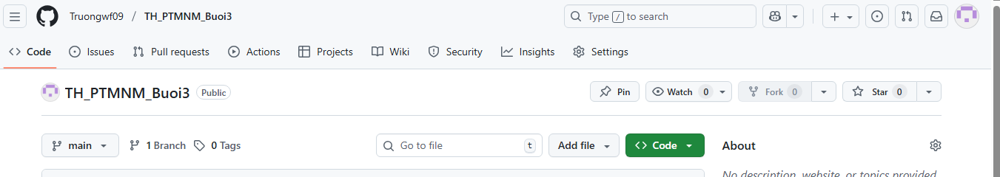 Truongwf09 / TH_PTMNM_Buoi3 Type / to search
Code Issues Pull requests Actions Projects Wiki Security Insights Settings
TH_PTMNM_Buoi3 Public Pin Watch 0 Fork 0 Star 0
main 1 Branch 0 Tags Go to file t Add file Code About
No description, website, or topics provided